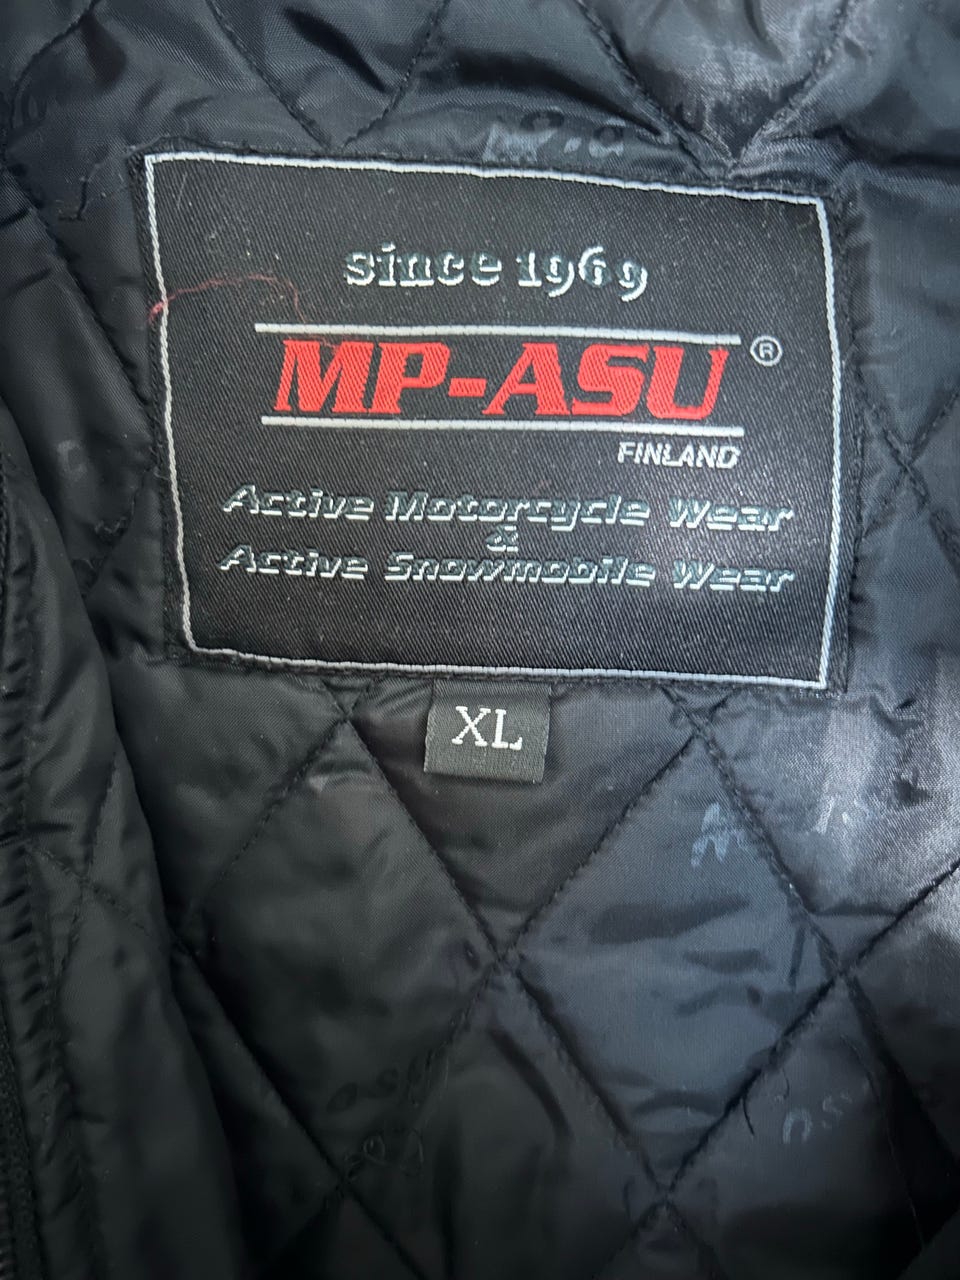 since 1969
MP-ASU®
FINLAND
Active Motorcycle Wear
&
Active Snowmobile Wear
XL